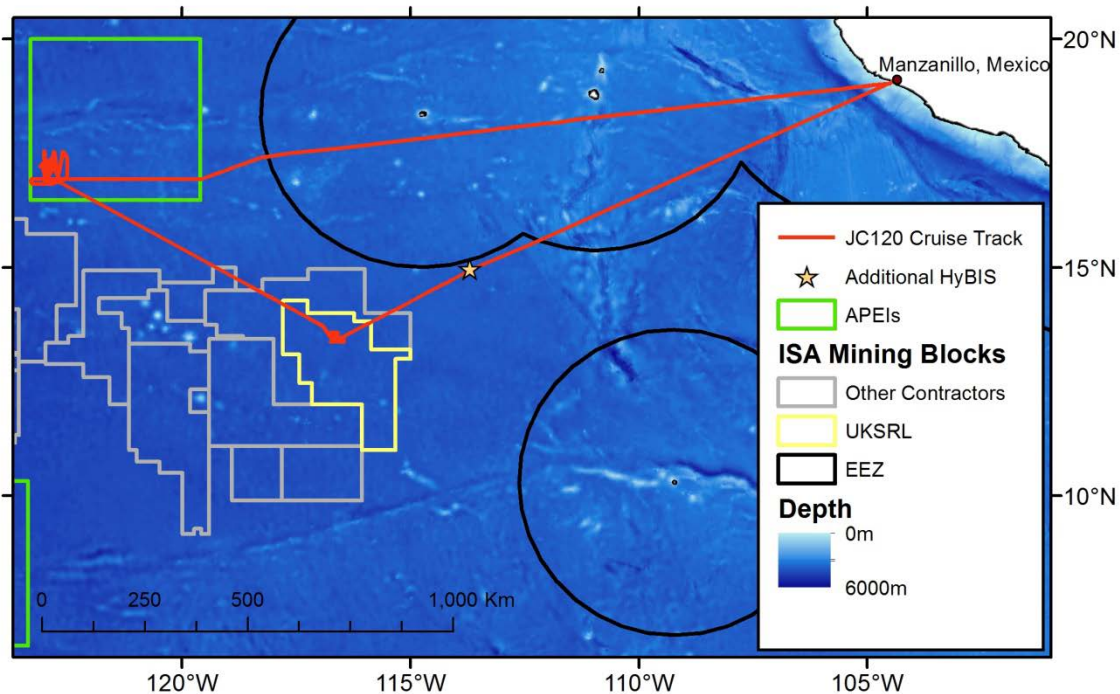 20°N
Manzanillo, Mexico
15°N
10°N
JC120 Cruise Track
Additional HyBIS
APEIs
ISA Mining Blocks
Other Contractors
UKSRL
EEZ
Depth
0m
6000m
0 250 500 1,000 Km
120°W 115°W 110°W 105°W